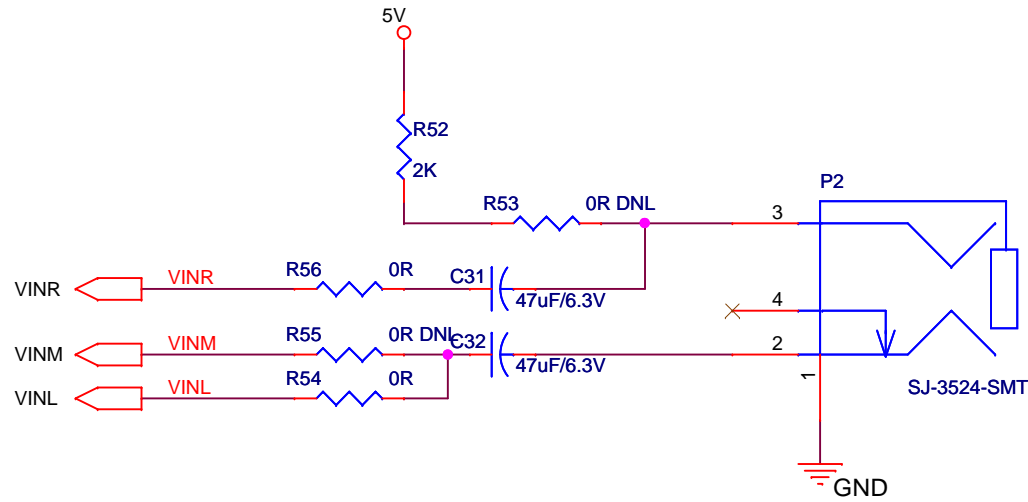 5V
R52
2K
P2
R53 0R DNL
3
R56 0R C31
VINR VINR
47uF/6.3V
4
R55 0R DNL C32
VINM VINM
2
47uF/6.3V
R54 0R
VINL VINL
1
SJ-3524-SMT
GND